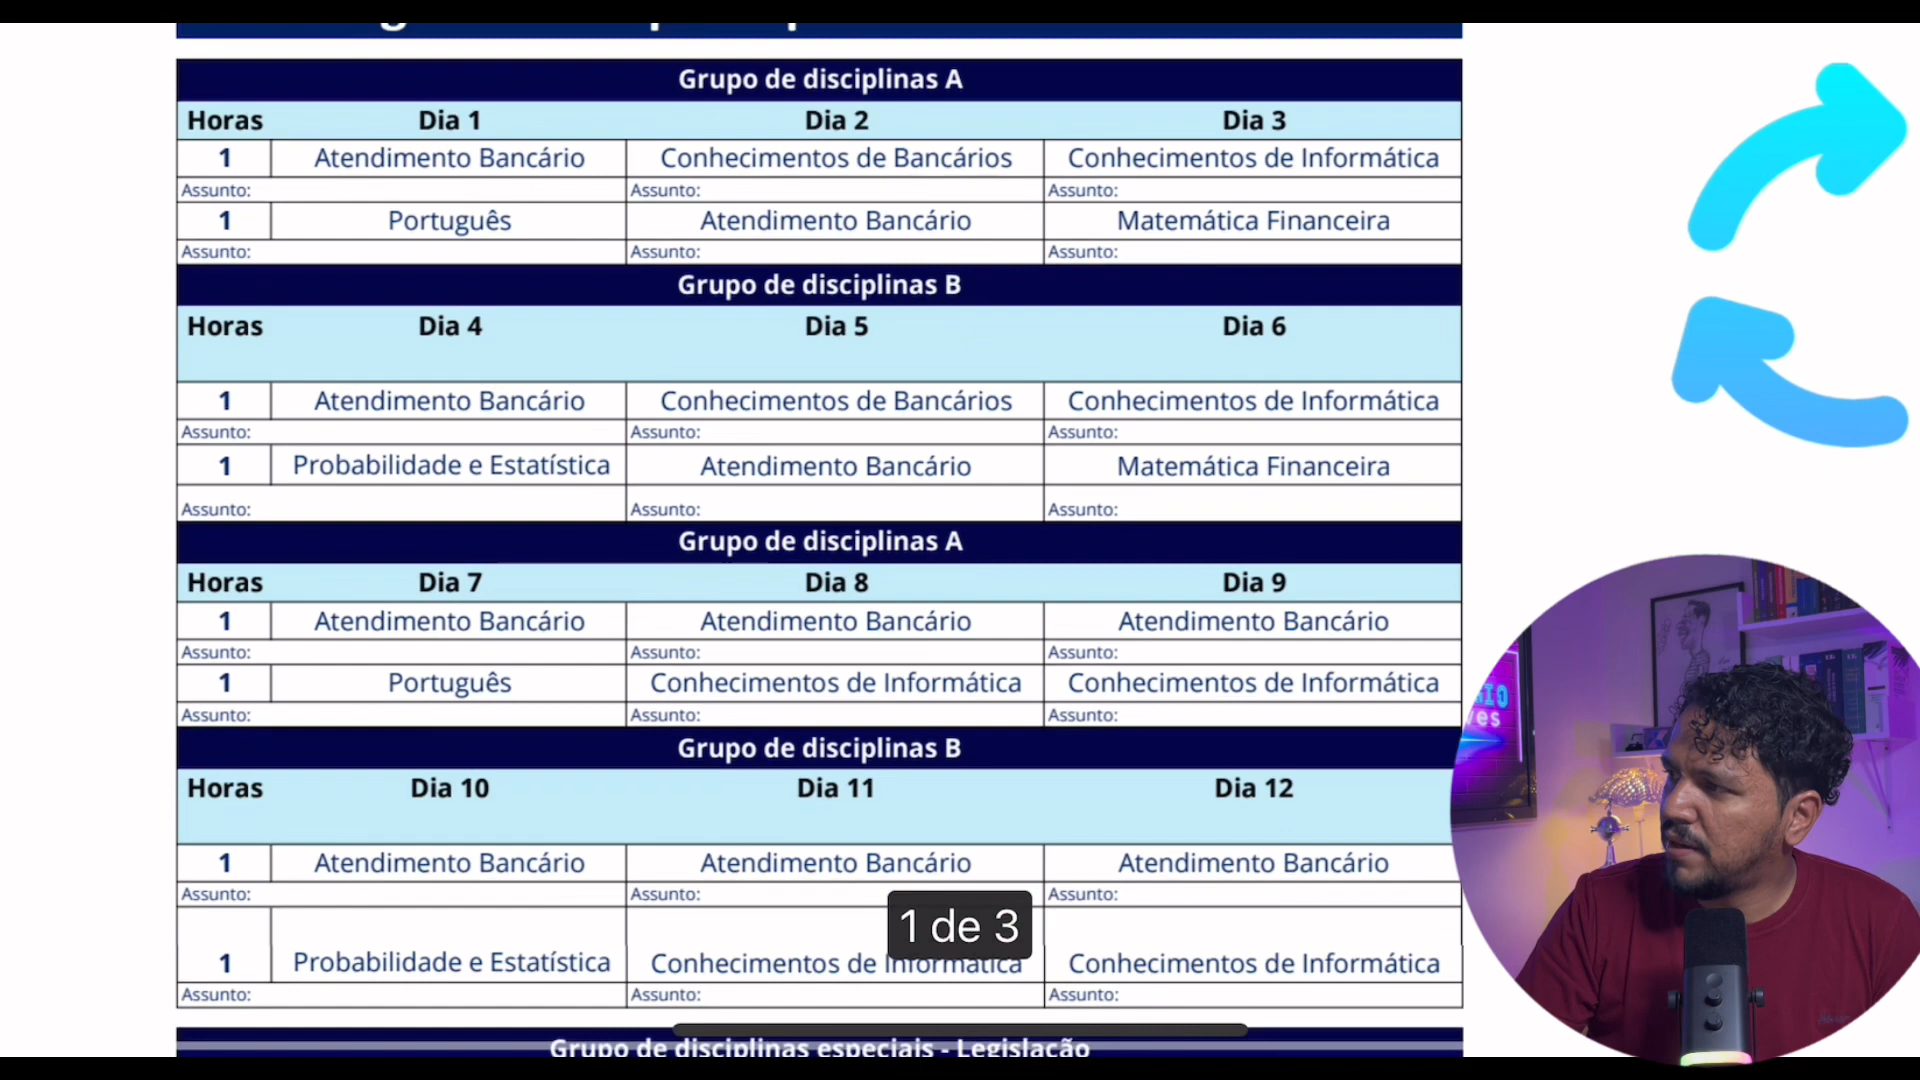 Grupo de disciplinas A
Horas Dia 1 Dia 2 Dia 3
1 Atendimento Bancário Conhecimentos de Bancários Conhecimentos de Informática
Assunto: Assunto: Assunto:
1 Português Atendimento Bancário Matemática Financeira
Assunto: Assunto: Assunto:
Grupo de disciplinas B
Horas Dia 4 Dia 5 Dia 6
1 Atendimento Bancário Conhecimentos de Bancários Conhecimentos de Informática
Assunto: Assunto: Assunto:
1 Probabilidade e Estatística Atendimento Bancário Matemática Financeira
Assunto: Assunto: Assunto:
Grupo de disciplinas A
Horas Dia 7 Dia 8 Dia 9
1 Atendimento Bancário Atendimento Bancário Atendimento Bancário
Assunto: Assunto: Assunto:
1 Português Conhecimentos de Informática Conhecimentos de Informática
Assunto: Assunto: Assunto:
Grupo de disciplinas B
Horas Dia 10 Dia 11 Dia 12
1 Atendimento Bancário Atendimento Bancário Atendimento Bancário
Assunto: Assunto: Assunto:
1 de 3
1 Probabilidade e Estatística Conhecimentos de Informática Conhecimentos de Informática
Assunto: Assunto: Assunto:
Grupo de disciplinas especiais - Legislação